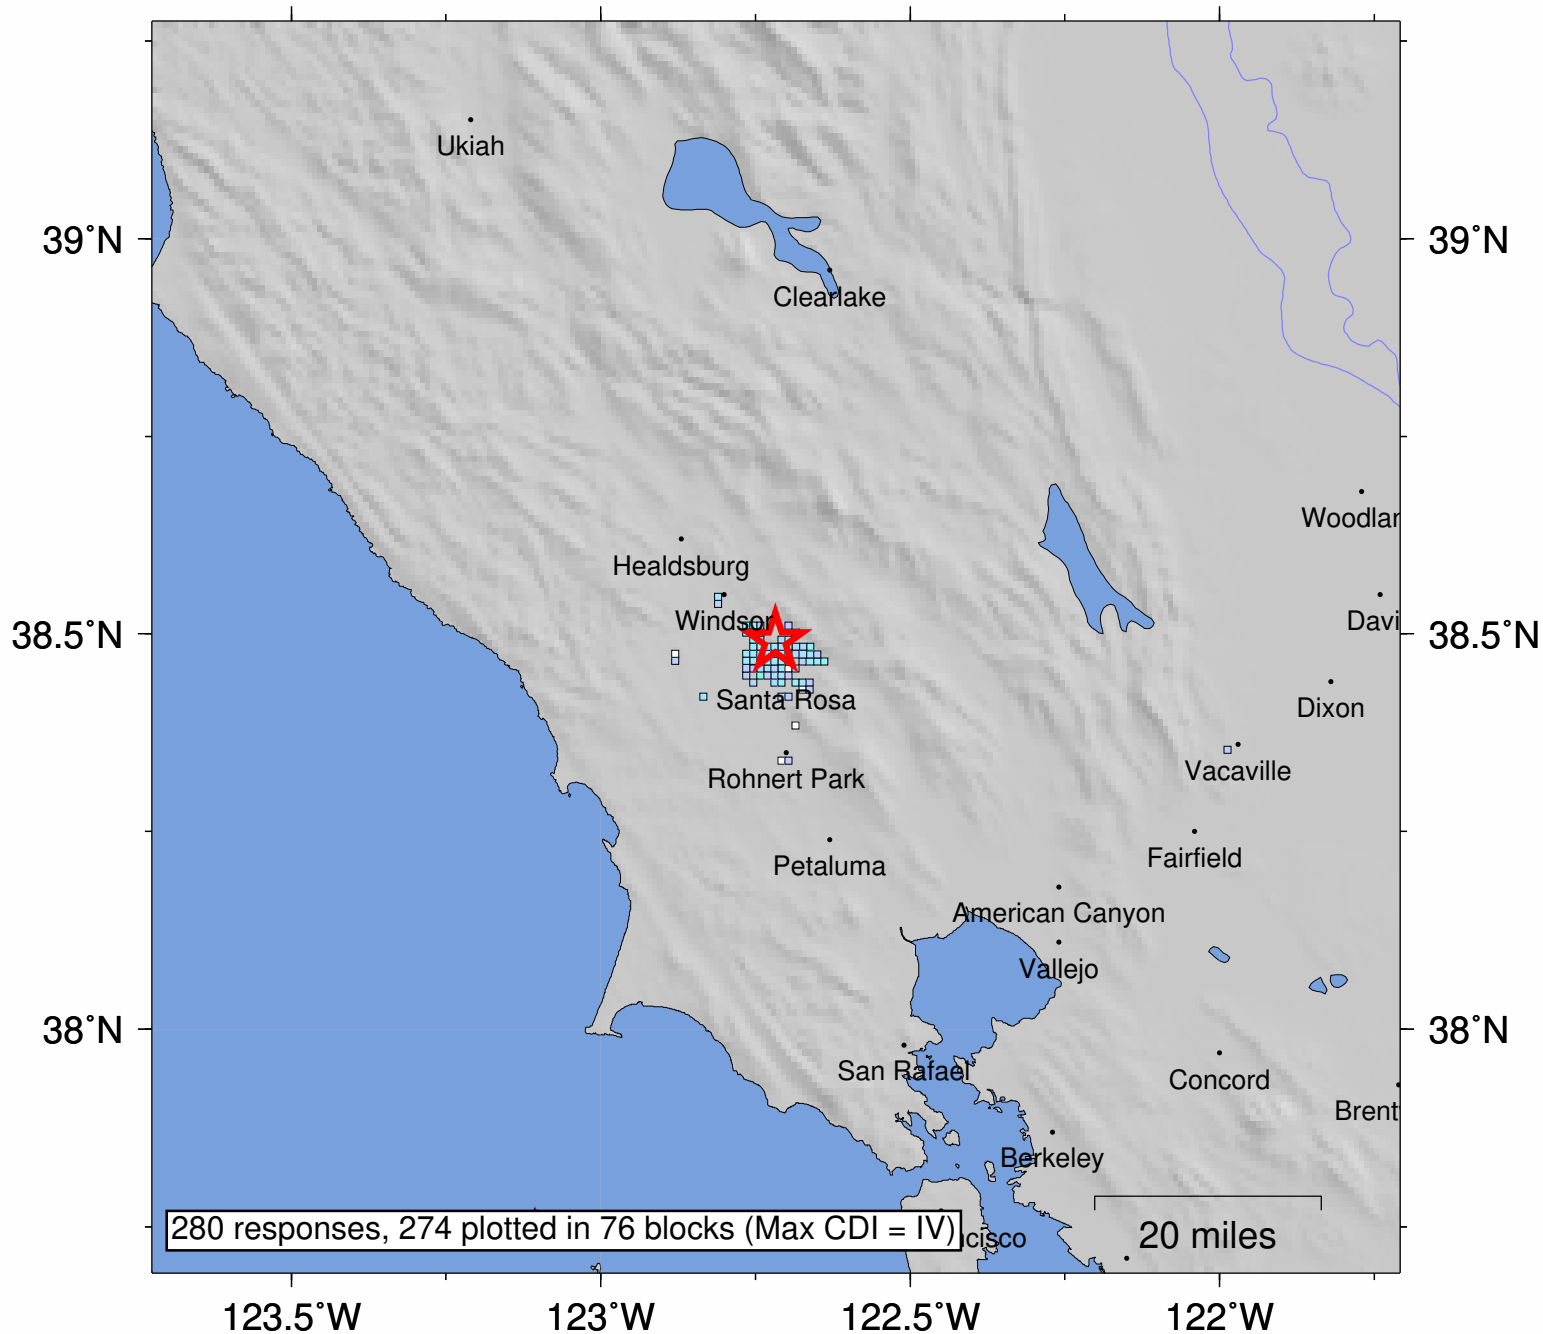 Ukiah
39˚N
39˚N
Clearlake
Woodlar
Healdsburg
Windsor
Davi
38.5˚N
38.5˚N
Santa Rosa
Dixon
Vacaville
Rohnert Park
Fairfield
Petaluma
American Canyon
Vallejo
38˚N
38˚N
San Rafael
Concord
Brent
Berkeley
280 responses, 274 plotted in 76 blocks (Max CDI = IV)
ncisco
20 miles
123.5˚W
123˚W
122.5˚W
122˚W